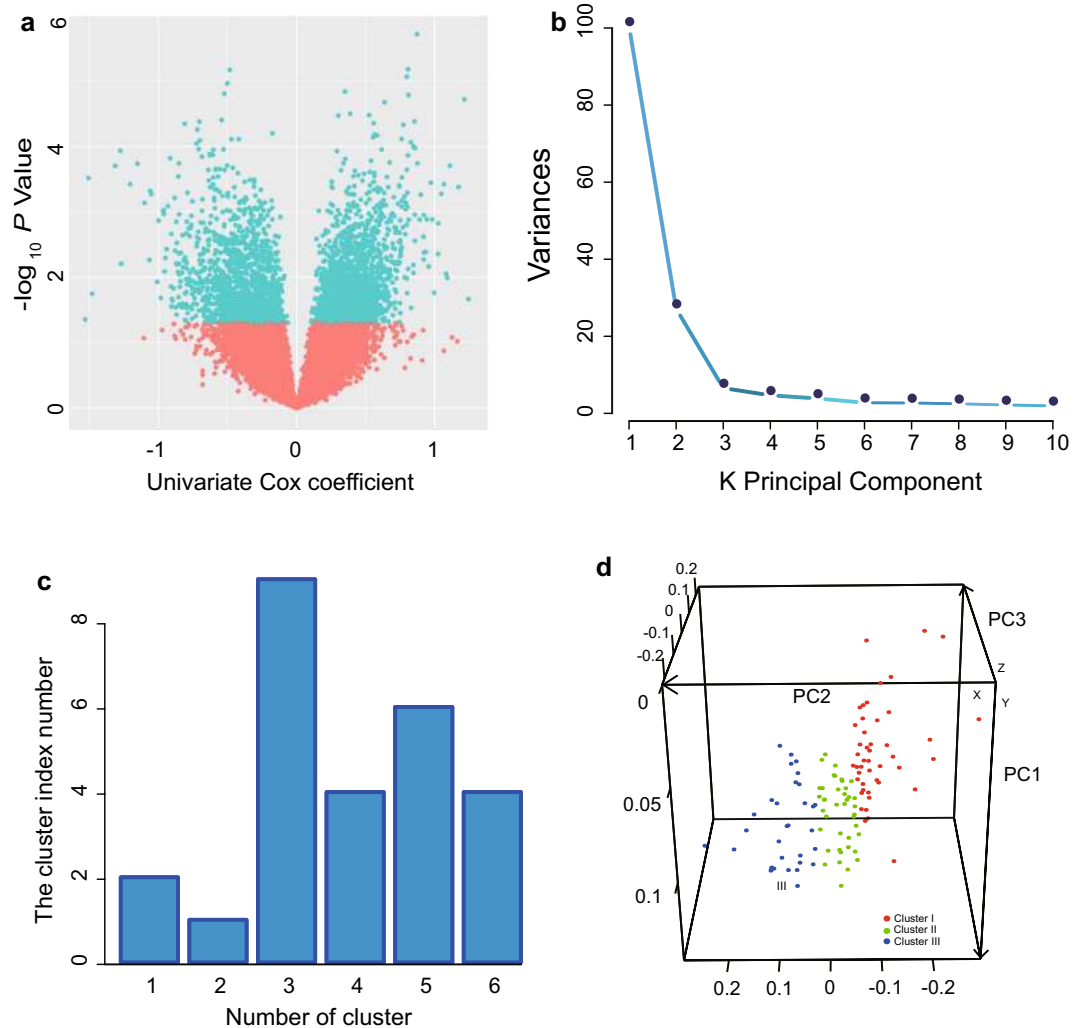 a
6
4
2
0
-log10 P Value
-1 0 1
Univariate Cox coefficient
b
100
80
60
40
20
0
Variances
1 2 3 4 5 6 7 8 9 10
K Principal Component
c
8
6
4
2
0
The cluster index number
1 2 3 4 5 6
Number of cluster
d
0.2
0.1
0
-0.1
-0.2
PC3
Z
X
Y
PC2
0
0.05
0.1
PC1
III
Cluster I
Cluster II
Cluster III
0.2 0.1 0 -0.1 -0.2